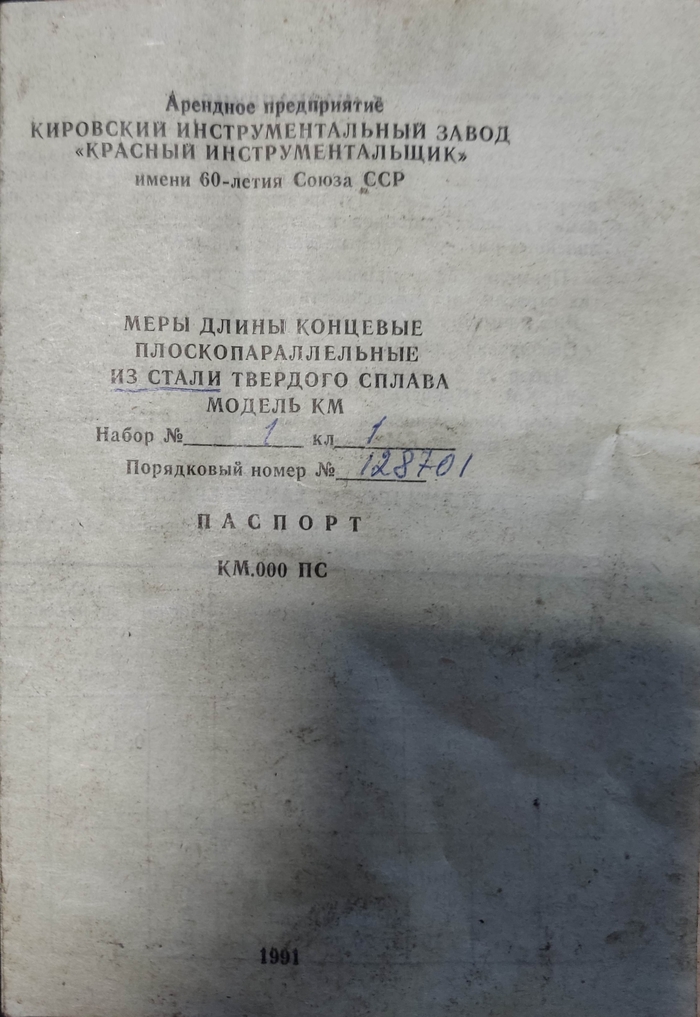 Арендное предприятие
КИРОВСКИЙ ИНСТРУМЕНТАЛЬНЫЙ ЗАВОД
«КРАСНЫЙ ИНСТРУМЕНТАЛЬЩИК»
имени 60-летия Союза ССР
МЕРЫ ДЛИНЫ КОНЦЕВЫЕ
ПЛОСКОПАРАЛЛЕЛЬНЫЕ
ИЗ СТАЛИ ТВЕРДОГО СПЛАВА
МОДЕЛЬ КМ
Набор № 1 кл 1
Порядковый номер № 128701
ПАСПОРТ
КМ.000 ПС
1991